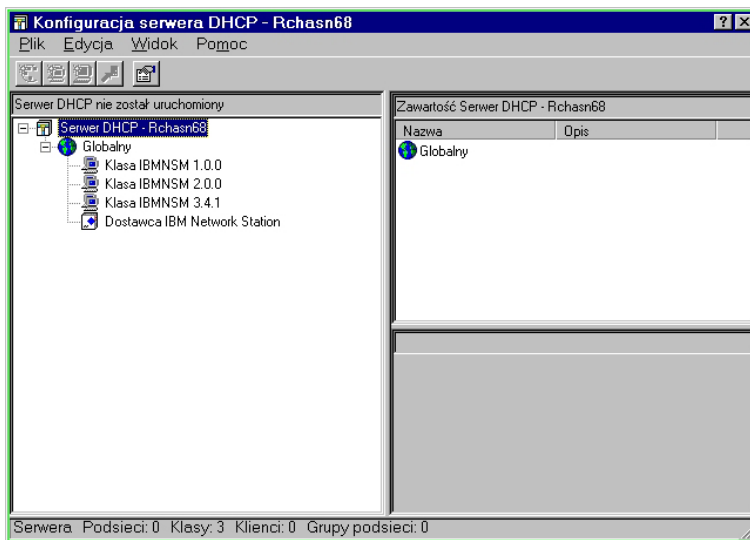 Konfiguracja serwera DHCP - Rchasn68
Plik Edycja Widok Pomoc
Serwer DHCP nie został uruchomiony
Serwer DHCP - Rchasn68
Globalny
Klasa IBMNSM 1.0.0
Klasa IBMNSM 2.0.0
Klasa IBMNSM 3.4.1
Dostawca IBM Network Station
Zawartość Serwer DHCP - Rchasn68
Nazwa Opis
Globalny
Serwera Podsieci: 0 Klasy: 3 Klienci: 0 Grupy podsieci: 0